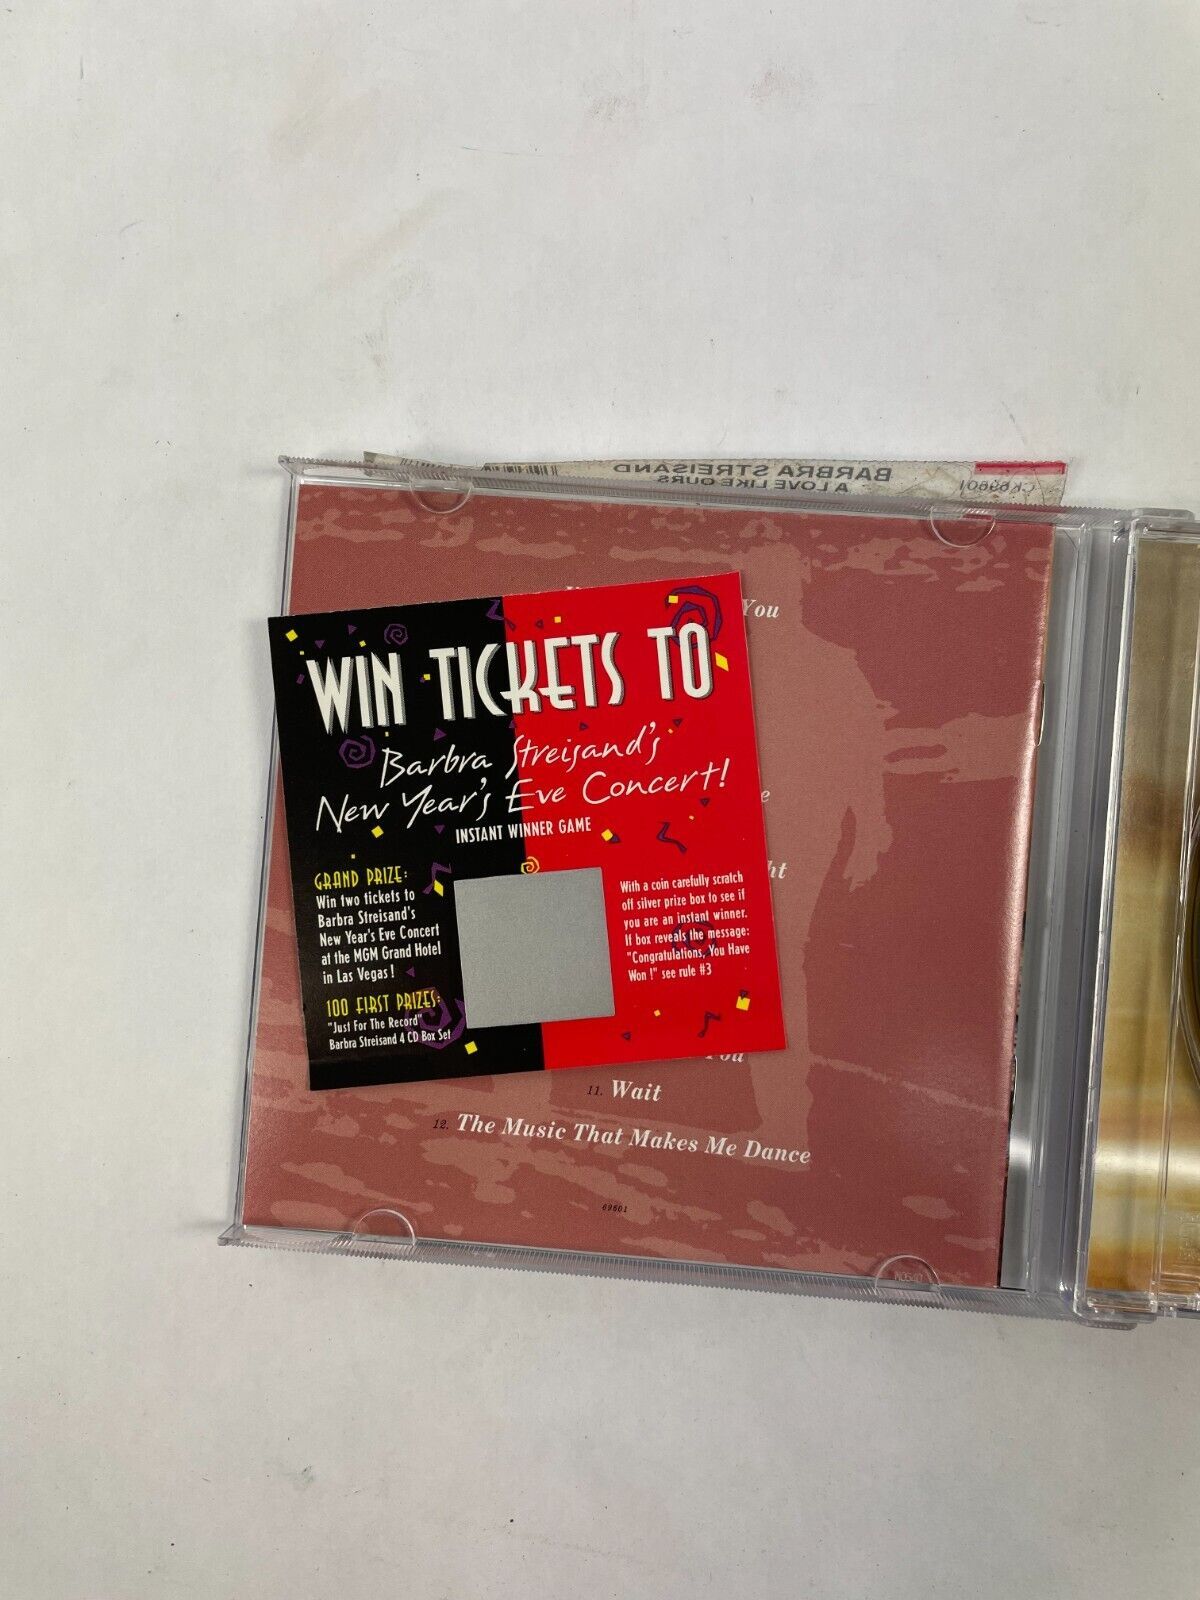 BARBRA STREISAND
A LOVE LIKE OURS
CK69601
You
WIN TICKETS TO
Barbra Streisand's
New Year's Eve Concert!
INSTANT WINNER GAME
GRAND PRIZE:
Win two tickets to
Barbra Streisand's
New Year's Eve Concert
at the MGM Grand Hotel
in Las Vegas!
100 FIRST PRIZES:
"Just For The Record"
Barbra Streisand 4 CD Box Set
With a coin carefully scratch
off silver prize box to see if
you are an instant winner.
If box reveals the message:
"Congratulations, You Have
Won !" see rule #3
You
11. Wait
12. The Music That Makes Me Dance
69601